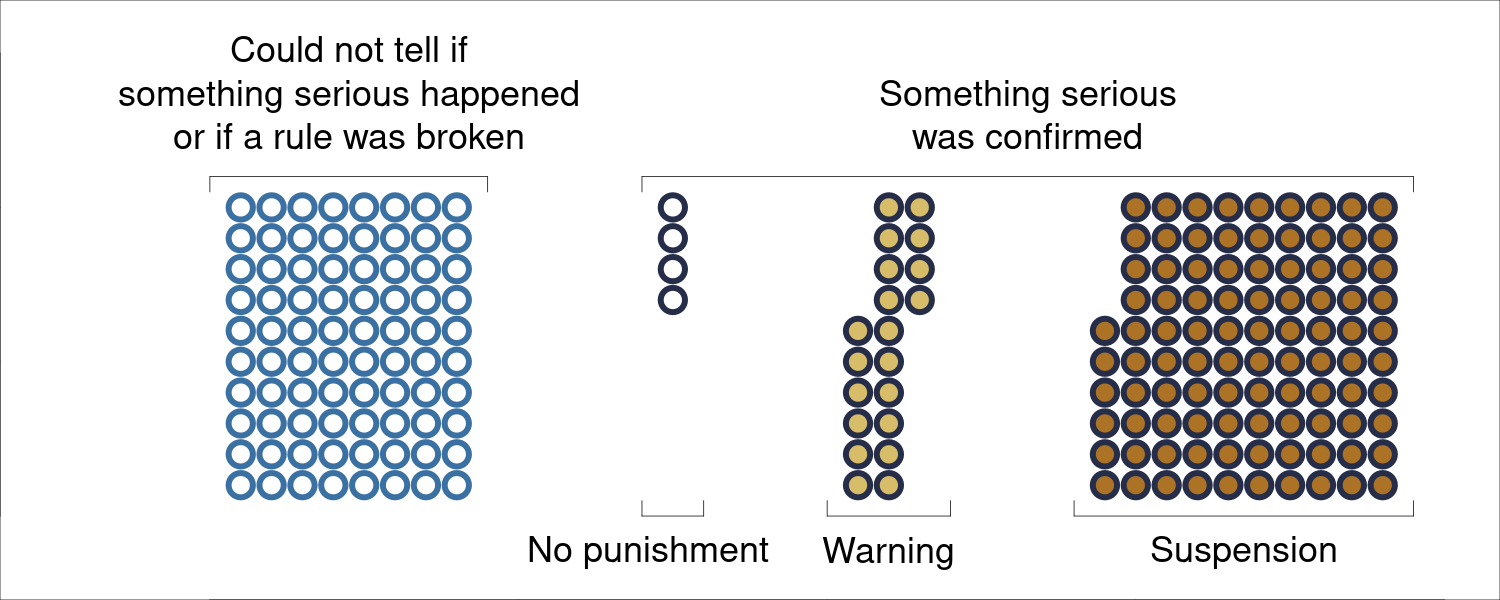 Could not tell if
something serious happened
or if a rule was broken
Something serious
was confirmed
No punishment
Warning
Suspension